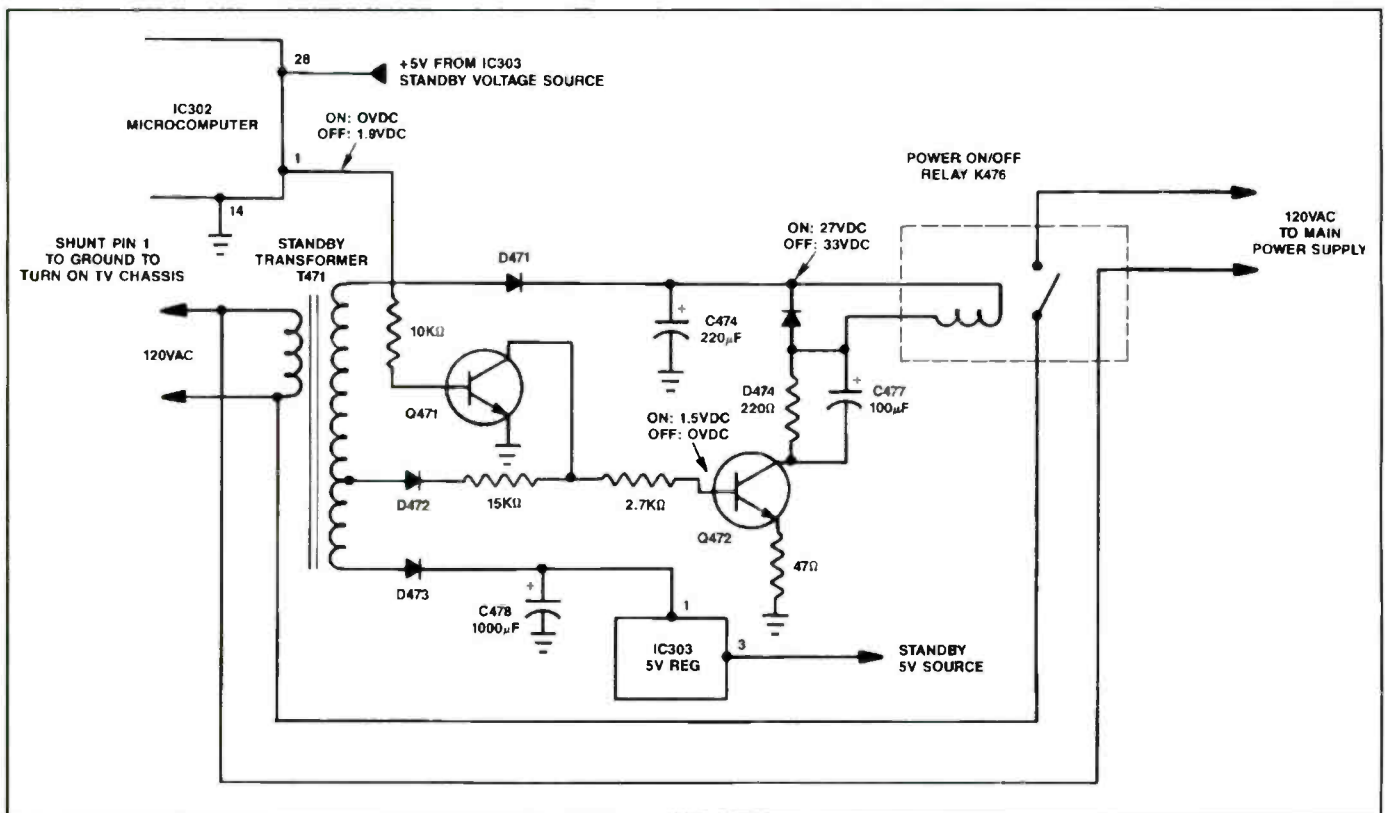 28
+5V FROM IC303
STANDBY VOLTAGE SOURCE
IC302
MICROCOMPUTER
ON: 0VDC
OFF: 1.9VDC
1
14
POWER ON/OFF
RELAY K476
120VAC
TO MAIN
POWER SUPPLY
SHUNT PIN 1
TO GROUND TO
TURN ON TV CHASSIS
STANDBY
TRANSFORMER
T471
D471
ON: 27VDC
OFF: 33VDC
120VAC
10KΩ
+
C474
220µF
Q471
D474
220Ω
+
C477
100µF
ON: 1.5VDC
OFF: 0VDC
D472
15KΩ
2.7KΩ
Q472
47Ω
D473
+
C478
1000µF
1
IC303
5V REG
3
STANDBY
5V SOURCE